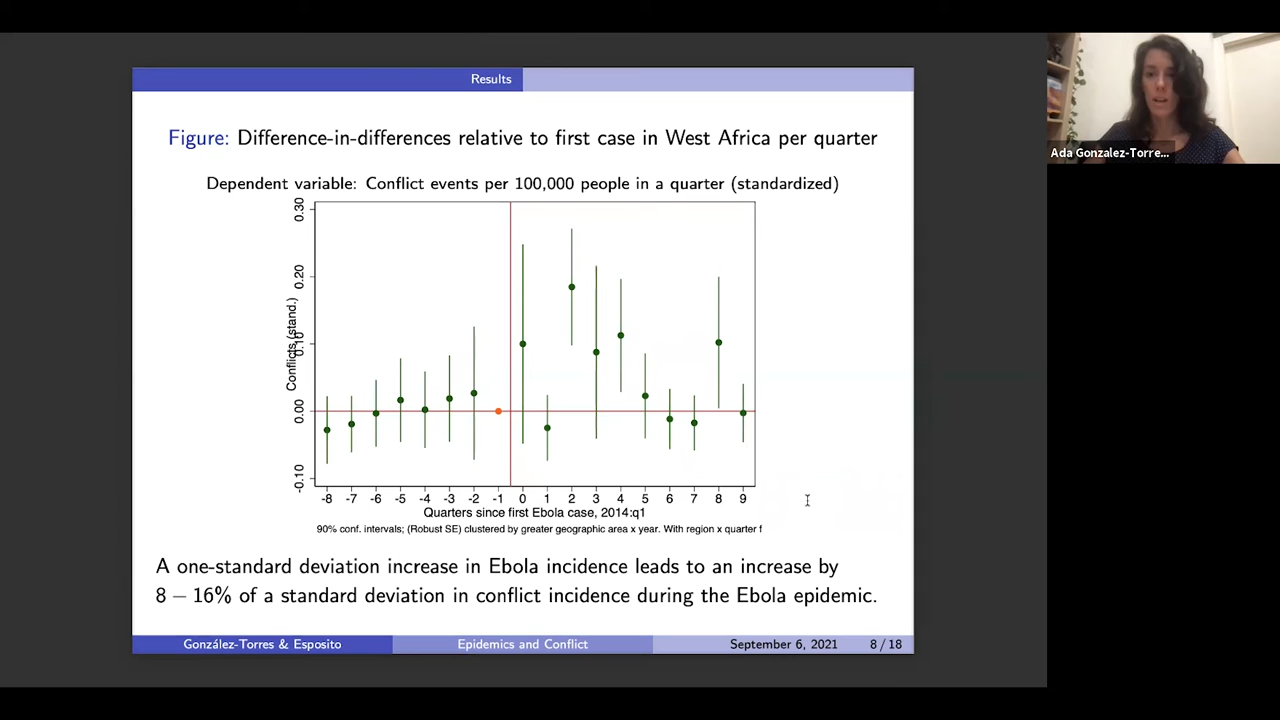 Results
Figure: Difference-in-differences relative to first case in West Africa per quarter
Dependent variable: Conflict events per 100,000 people in a quarter (standardized)
0.30
0.20
0.10
0.00
-0.10
Conflicts (stand.)
-8 -7 -6 -5 -4 -3 -2 -1 0 1 2 3 4 5 6 7 8 9
Quarters since first Ebola case, 2014:q1
90% conf. intervals; (Robust SE) clustered by greater geographic area x year. With region x quarter f
A one-standard deviation increase in Ebola incidence leads to an increase by
8 – 16% of a standard deviation in conflict incidence during the Ebola epidemic.
González-Torres & Esposito Epidemics and Conflict September 6, 2021 8 / 18
Ada Gonzalez-Torre...